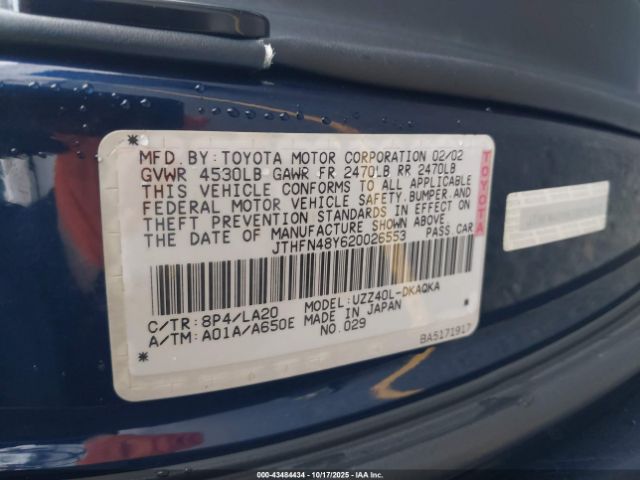 MFD. BY: TOYOTA MOTOR CORPORATION 02/02
GVWR 4530LB GAWR FR 2470LB RR 2470LB
THIS VEHICLE CONFORMS TO ALL APPLICABLE
FEDERAL MOTOR VEHICLE SAFETY, BUMPER, AND
THEFT PREVENTION STANDARDS IN EFFECT ON
THE DATE OF MANUFACTURE SHOWN ABOVE
JTHFN48Y620026553 PASS. CAR
TOYOTA
C/TR: 8P4/LA20 MODEL: UZZ40L-DKAQKA
A/TM: A01A/A650E MADE IN JAPAN
NO. 029
BA5171917
000-43484434 - 10/17/2025 - IAAI.COM